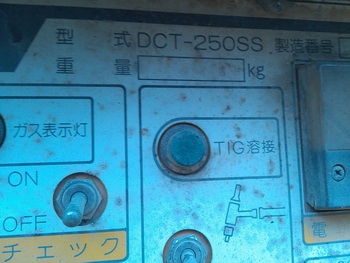 型 式 DCT-250SS 製造番号
重 量 kg
ガス表示灯
TIG溶接
ON
OFF
チェック
電